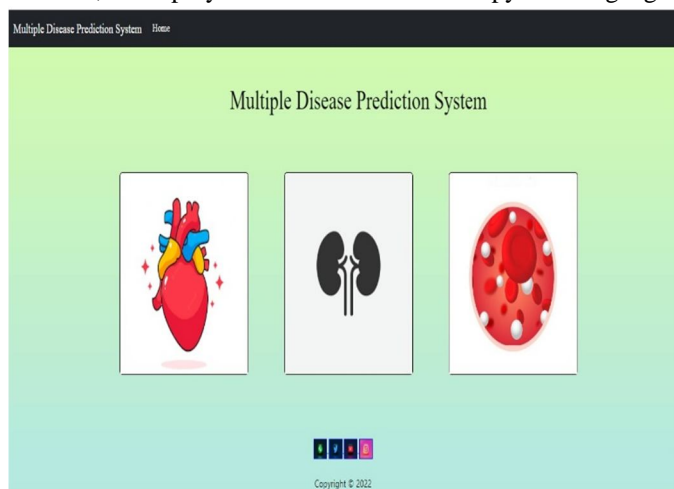 Multiple Disease Prediction System Home
Multiple Disease Prediction System
Copyright © 2022